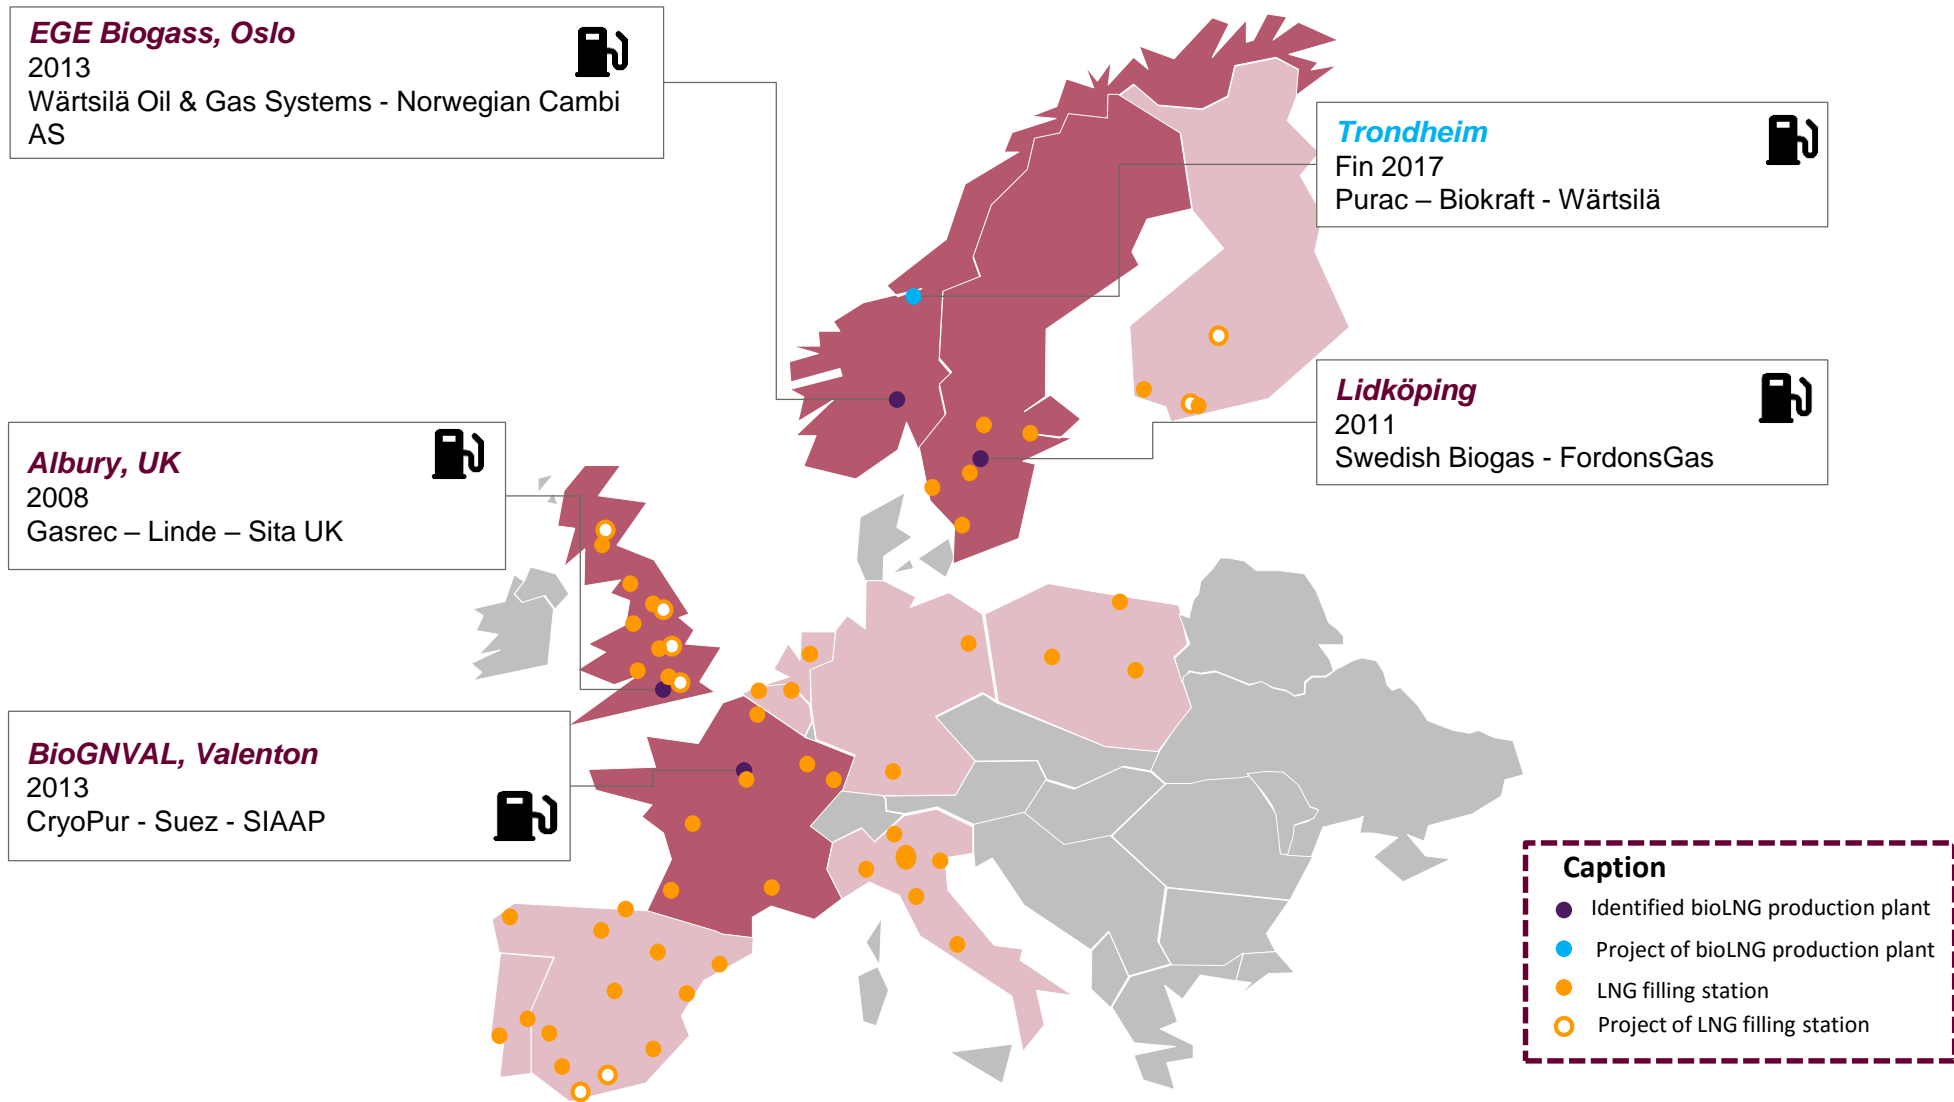 EGE Biogass, Oslo
2013
Wärtsilä Oil & Gas Systems - Norwegian Cambi
AS
Trondheim
Fin 2017
Purac – Biokraft - Wärtsilä
Lidköping
2011
Swedish Biogas - FordonsGas
Albury, UK
2008
Gasrec – Linde – Sita UK
BioGNVAL, Valenton
2013
CryoPur - Suez - SIAAP
Caption
Identified bioLNG production plant
Project of bioLNG production plant
LNG filling station
Project of LNG filling station